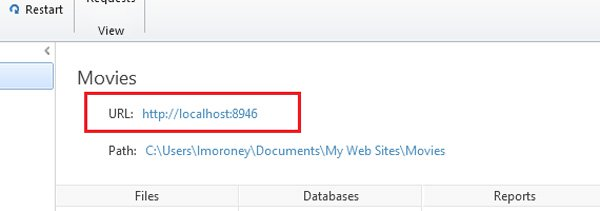 Restart
Requests
View
Movies
URL: http://localhost:8946
Path: C:\Users\lmoroney\Documents\My Web Sites\Movies
Files Databases Reports